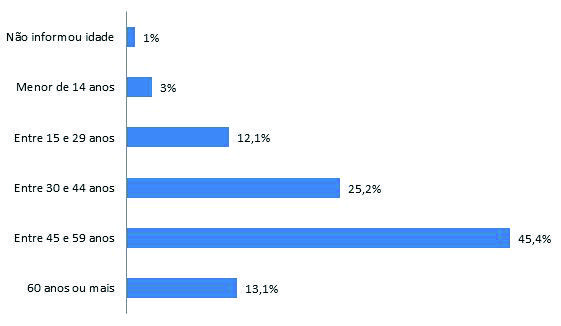 Não informou idade 1%
Menor de 14 anos 3%
Entre 15 e 29 anos 12,1%
Entre 30 e 44 anos 25,2%
Entre 45 e 59 anos 45,4%
60 anos ou mais 13,1%